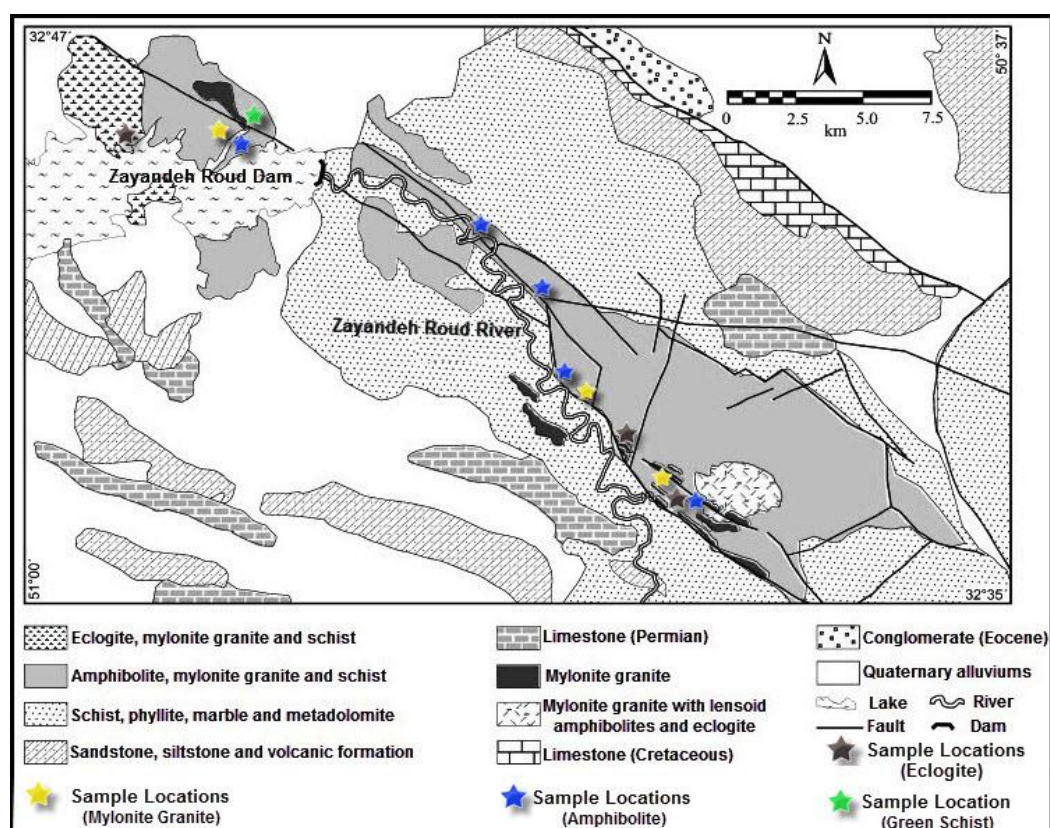 32°47´
50°37´
N
0 2.5 5.0 7.5
km
Zayandeh Roud Dam
Zayandeh Roud River
51°00´
32°35´
Eclogite, mylonite granite and schist
Amphibolite, mylonite granite and schist
Schist, phyllite, marble and metadolomite
Sandstone, siltstone and volcanic formation
Sample Locations
(Mylonite Granite)
Limestone (Permian)
Mylonite granite
Mylonite granite with lensoid
amphibolites and eclogite
Limestone (Cretaceous)
Sample Locations
(Amphibolite)
Conglomerate (Eocene)
Quaternary alluviums
Lake River
Fault Dam
Sample Locations
(Eclogite)
Sample Location
(Green Schist)